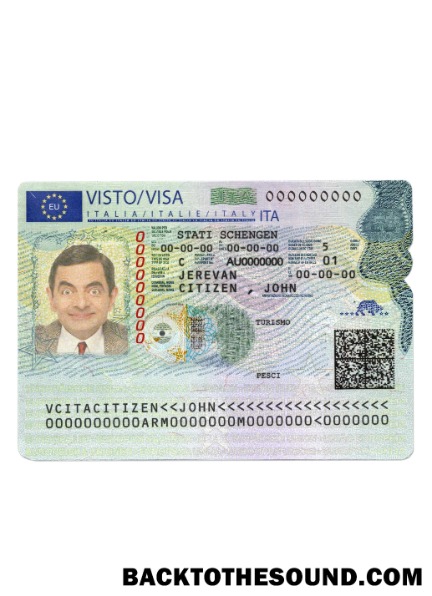 EU
VISTO/VISA
000000000
ITALIA/ITALIE/ITALY
ITA
STATI SCHENGEN
00-00-00 00-00-00 5
C AU0000000 01
JEREVAN 00-00-00
CITIZEN , JOHN
000000000
TURISMO
PESCI
VCITACITIZEN<<JOHN<<<<<<<<<<<<<<<<<<
0000000000ARM0000000M0000000<0000000
BACKTOTHESOUND.COM